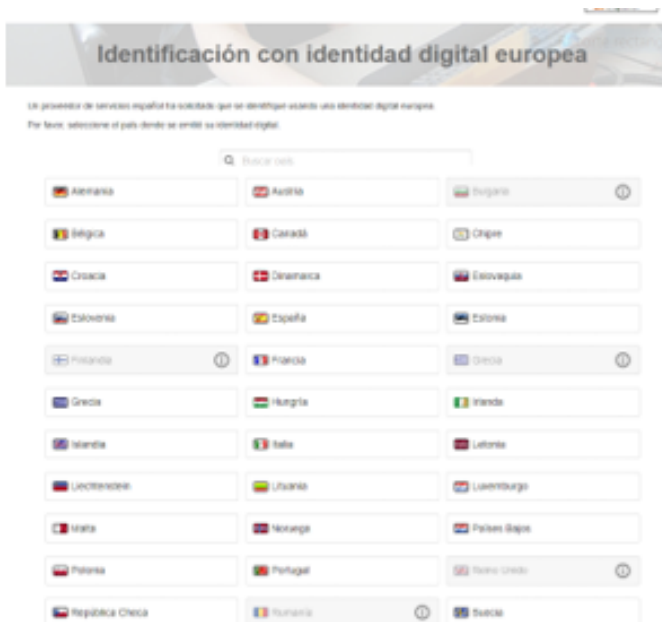 Identificación con identidad digital europea
Un proveedor de servicios español ha solicitado que se identifique usando una identidad digital europea.
Por favor, seleccione el país donde se emitió su identidad digital.
Buscar país
Alemania
Austria
Bulgaria
Bélgica
Canadá
Chipre
Croacia
Dinamarca
Eslovaquia
Eslovenia
España
Estonia
Finlandia
Francia
Grecia
Grecia
Hungría
Irlanda
Islandia
Italia
Letonia
Liechtenstein
Lituania
Luxemburgo
Malta
Noruega
Países Bajos
Polonia
Portugal
Reino Unido
República Checa
Rumanía
Suecia